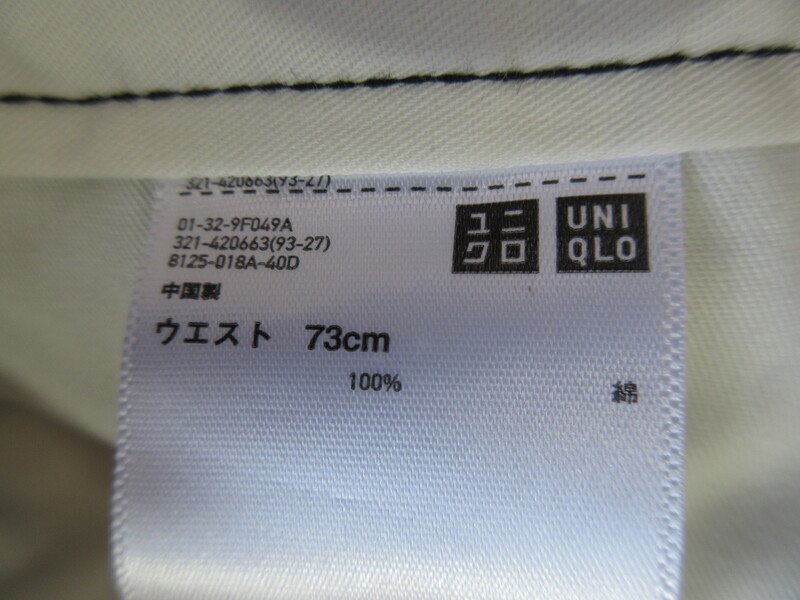 321-420663(93-27)
01-32-9F049A
321-420663(93-27)
8125-018A-40D
ユニ
クロ
UNI
QLO
中国製
ウエスト 73cm
100% 綿